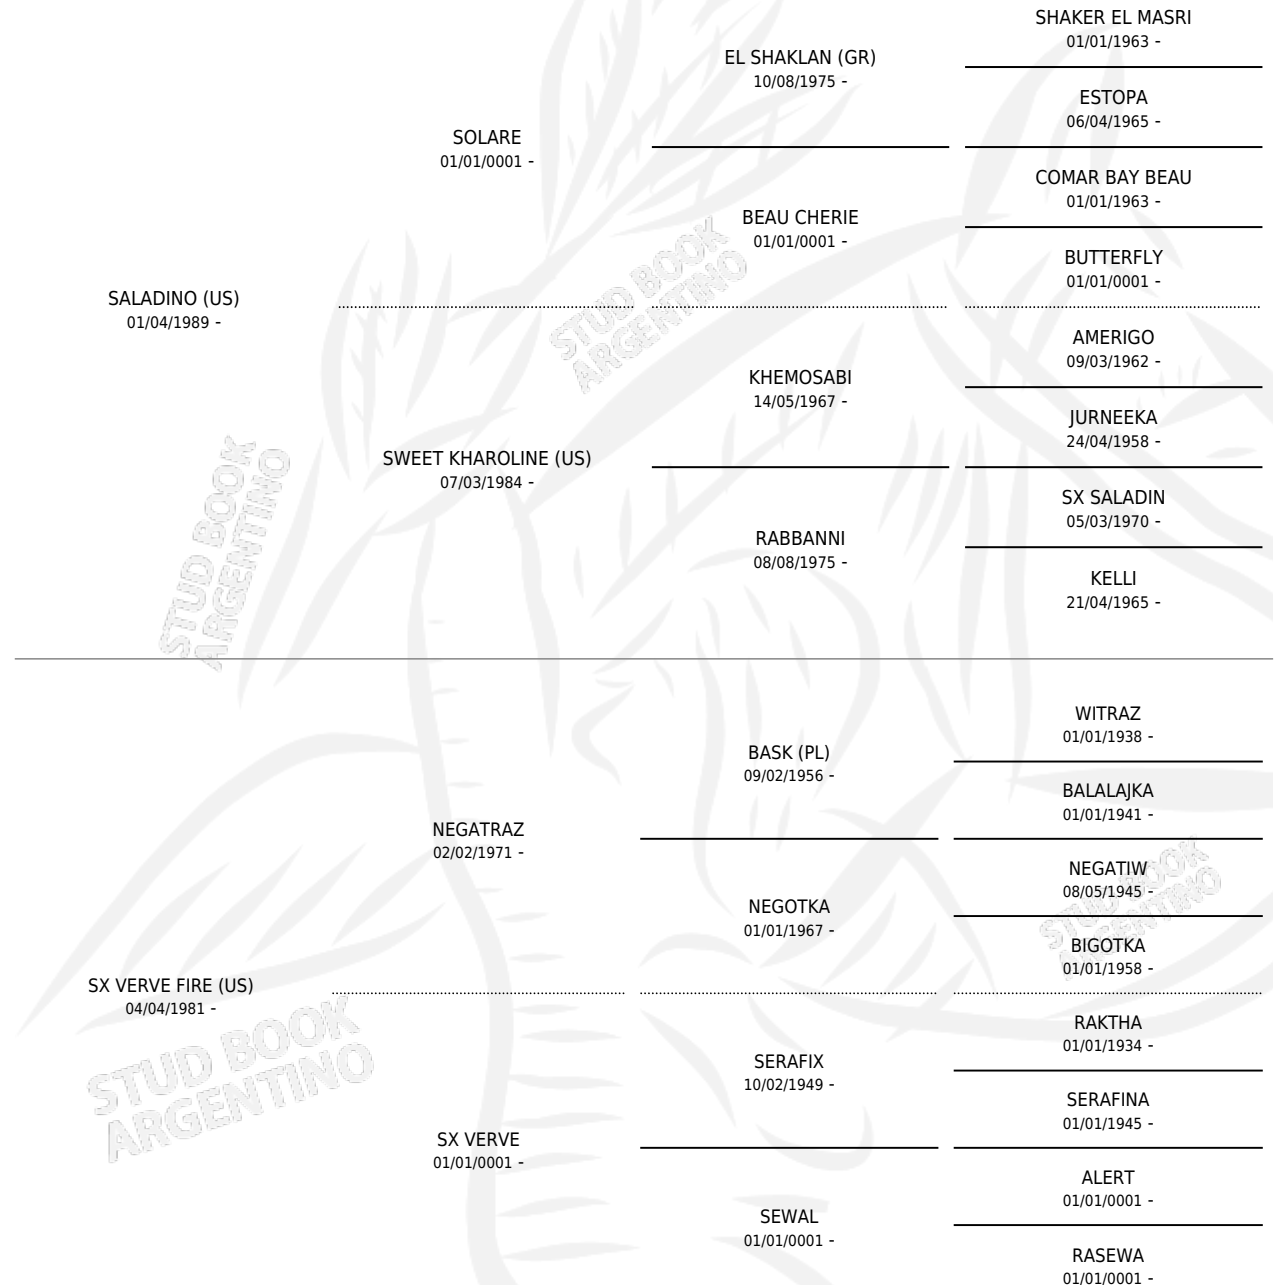 SHAKER EL MASRI
01/01/1963 -
EL SHAKLAN (GR)
10/08/1975 -
ESTOPA
06/04/1965 -
SOLARE
01/01/0001 -
COMAR BAY BEAU
01/01/1963 -
BEAU CHERIE
01/01/0001 -
BUTTERFLY
01/01/0001 -
SALADINO (US)
01/04/1989 -
STUD BOOK
ARGENTINO
AMERIGO
09/03/1962 -
KHEMOSABI
14/05/1967 -
JURNEEKA
24/04/1958 -
SWEET KHAROLINE (US)
07/03/1984 -
SX SALADIN
05/03/1970 -
RABBANNI
08/08/1975 -
KELLI
21/04/1965 -
STUD BOOK
ARGENTINO
WITRAZ
01/01/1938 -
BASK (PL)
09/02/1956 -
BALALAJKA
01/01/1941 -
NEGATRAZ
02/02/1971 -
NEGATIW
08/05/1945 -
NEGOTKA
01/01/1967 -
BIGOTKA
01/01/1958 -
STUD BOOK
ARGENTINO
SX VERVE FIRE (US)
04/04/1981 -
RAKTHA
01/01/1934 -
SERAFIX
10/02/1949 -
SERAFINA
01/01/1945 -
STUD BOOK
ARGENTINO
SX VERVE
01/01/0001 -
ALERT
01/01/0001 -
SEWAL
01/01/0001 -
RASEWA
01/01/0001 -